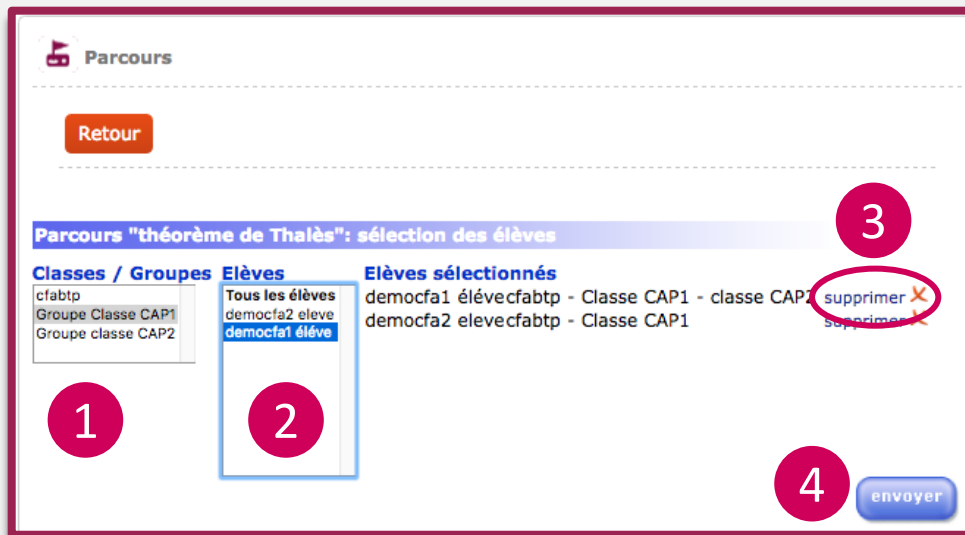 Parcours
Retour
3
Parcours "théorème de Thalès": sélection des élèves
Classes / Groupes Elèves Elèves sélectionnés
cfabtp
Groupe Classe CAP1
Groupe classe CAP2
Tous les élèves
democfa2 eleve
democfa1 éléve
democfa1 élévecfabtp - Classe CAP1 - classe CAP2 supprimer
democfa2 elevecfabtp - Classe CAP1 supprimer
1
2
4
envoyer